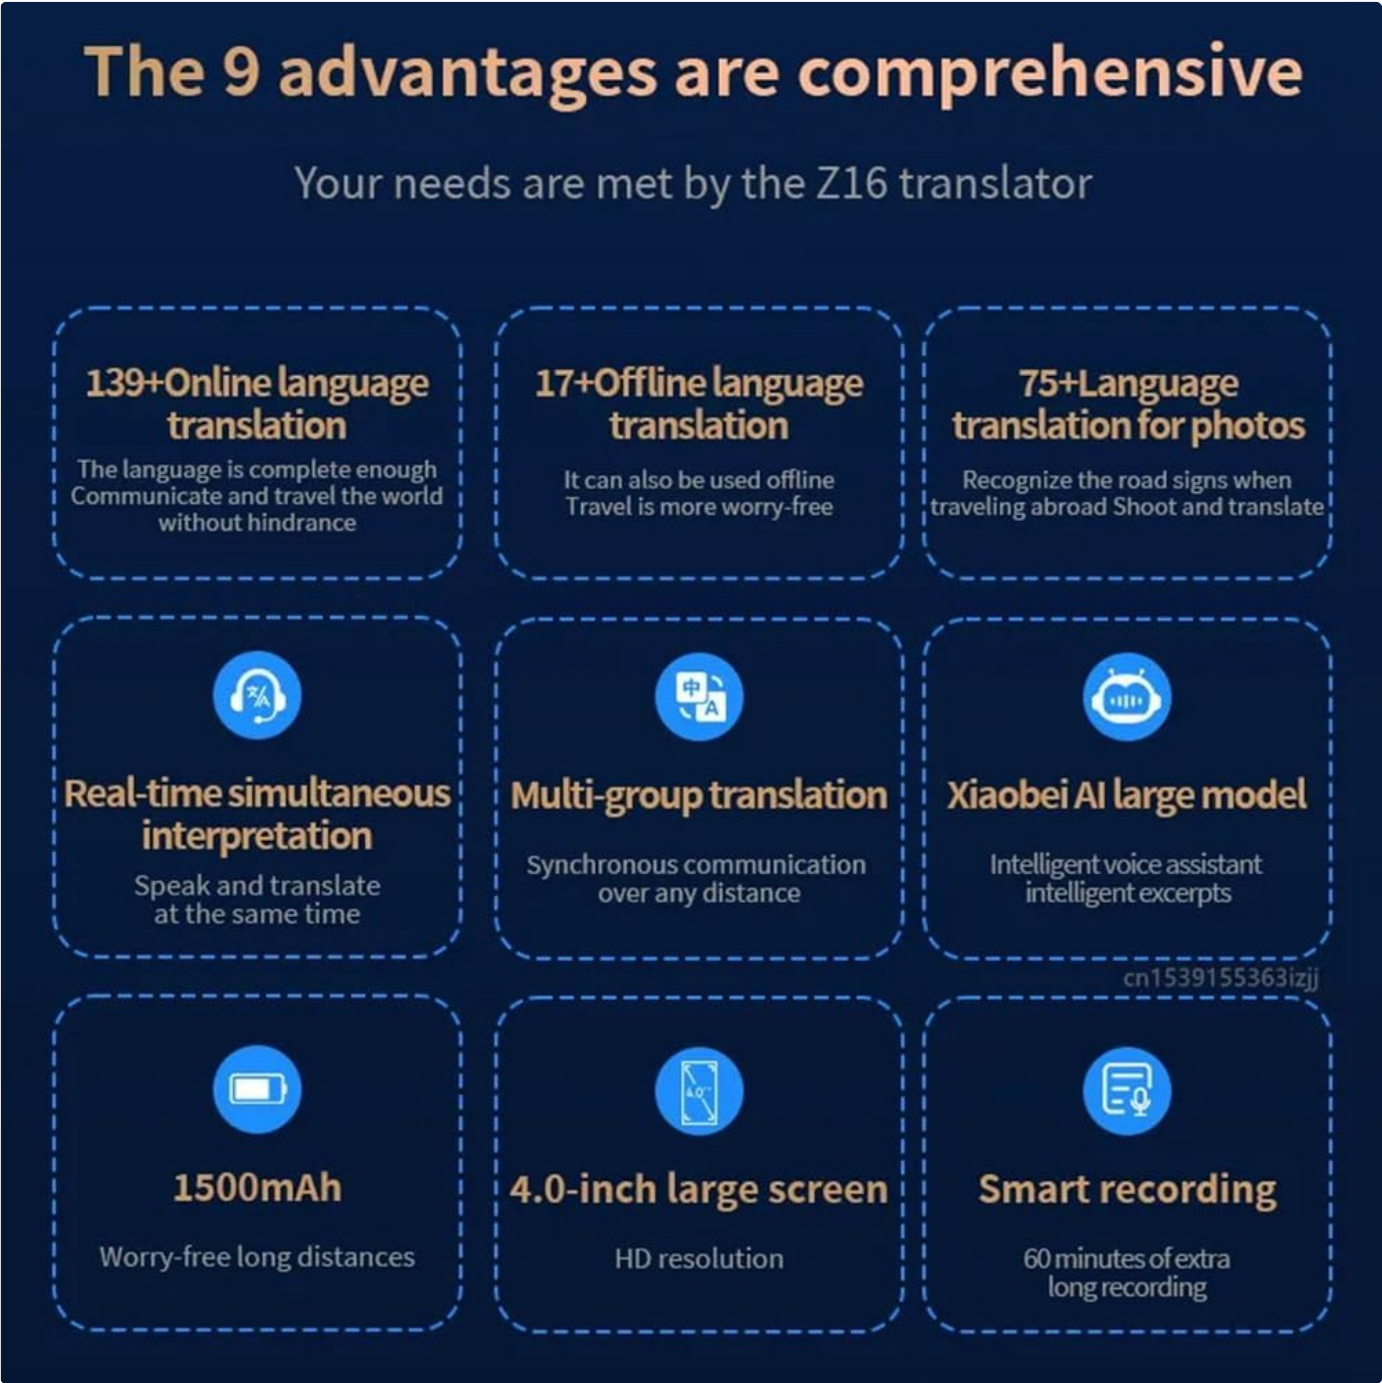 The 9 advantages are comprehensive
Your needs are met by the Z16 translator
139+Online language
translation
The language is complete enough
Communicate and travel the world
without hindrance
17+Offline language
translation
It can also be used offline
Travel is more worry-free
75+Language
translation for photos
Recognize the road signs when
traveling abroad Shoot and translate
文/A
Real-time simultaneous
interpretation
Speak and translate
at the same time
中
A
Multi-group translation
Synchronous communication
over any distance
Xiaobei AI large model
Intelligent voice assistant
intelligent excerpts
cn1539155363izjj
1500mAh
Worry-free long distances
4.0"
4.0-inch large screen
HD resolution
Smart recording
60 minutes of extra
long recording